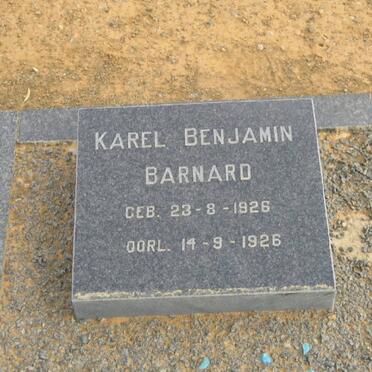 KAREL BENJAMIN
BARNARD
GEB. 23-8-1926
OORL. 14-9-1926